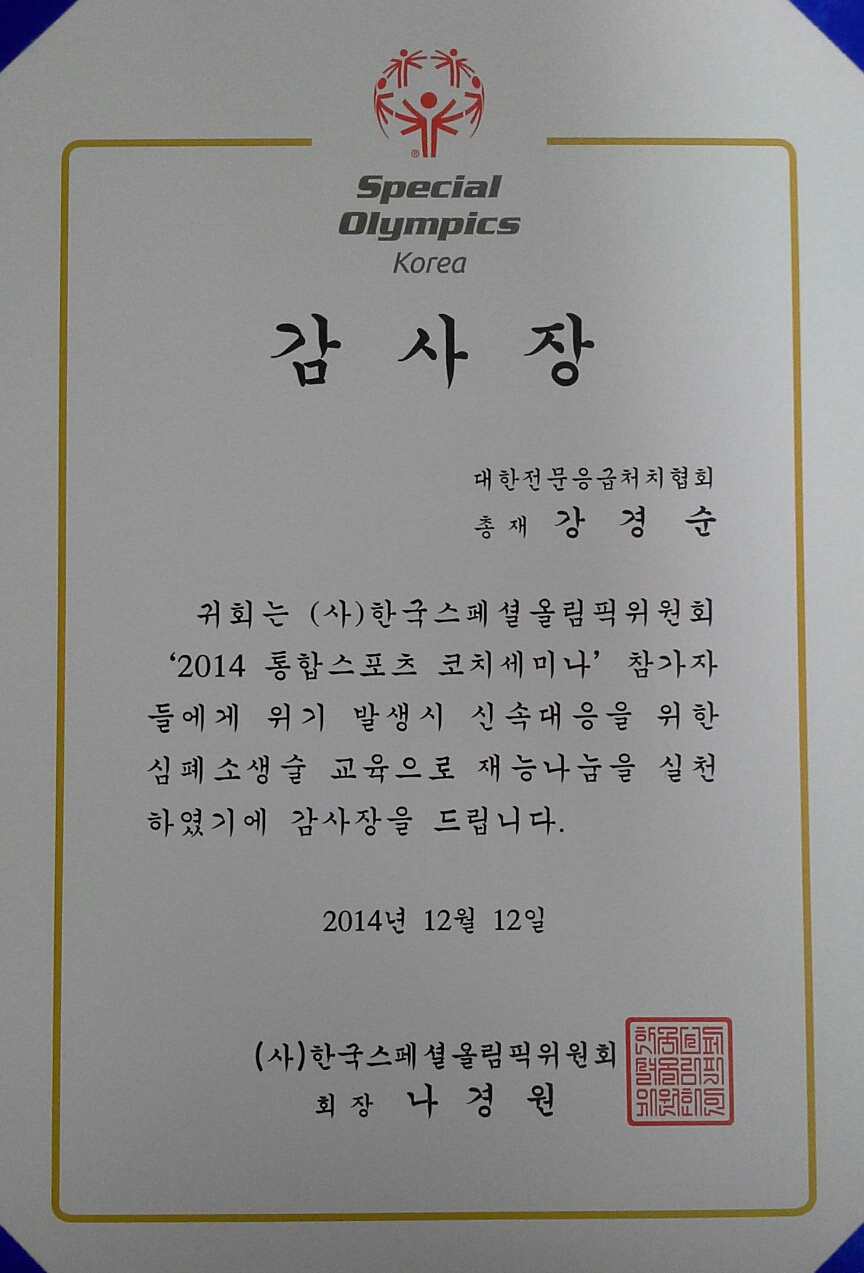 Special
Olympics
Korea
감 사 장
대한전문응급처치협회
총 재 강 경 순
귀회는 (사)한국스페셜올림픽위원회
‘2014 통합스포츠 코치세미나’ 참가자
들에게 위기 발생시 신속대응을 위한
심폐소생술 교육으로 재능나눔을 실천
하였기에 감사장을 드립니다.
2014년 12월 12일
(사)한국스페셜올림픽위원회
회 장 나 경 원